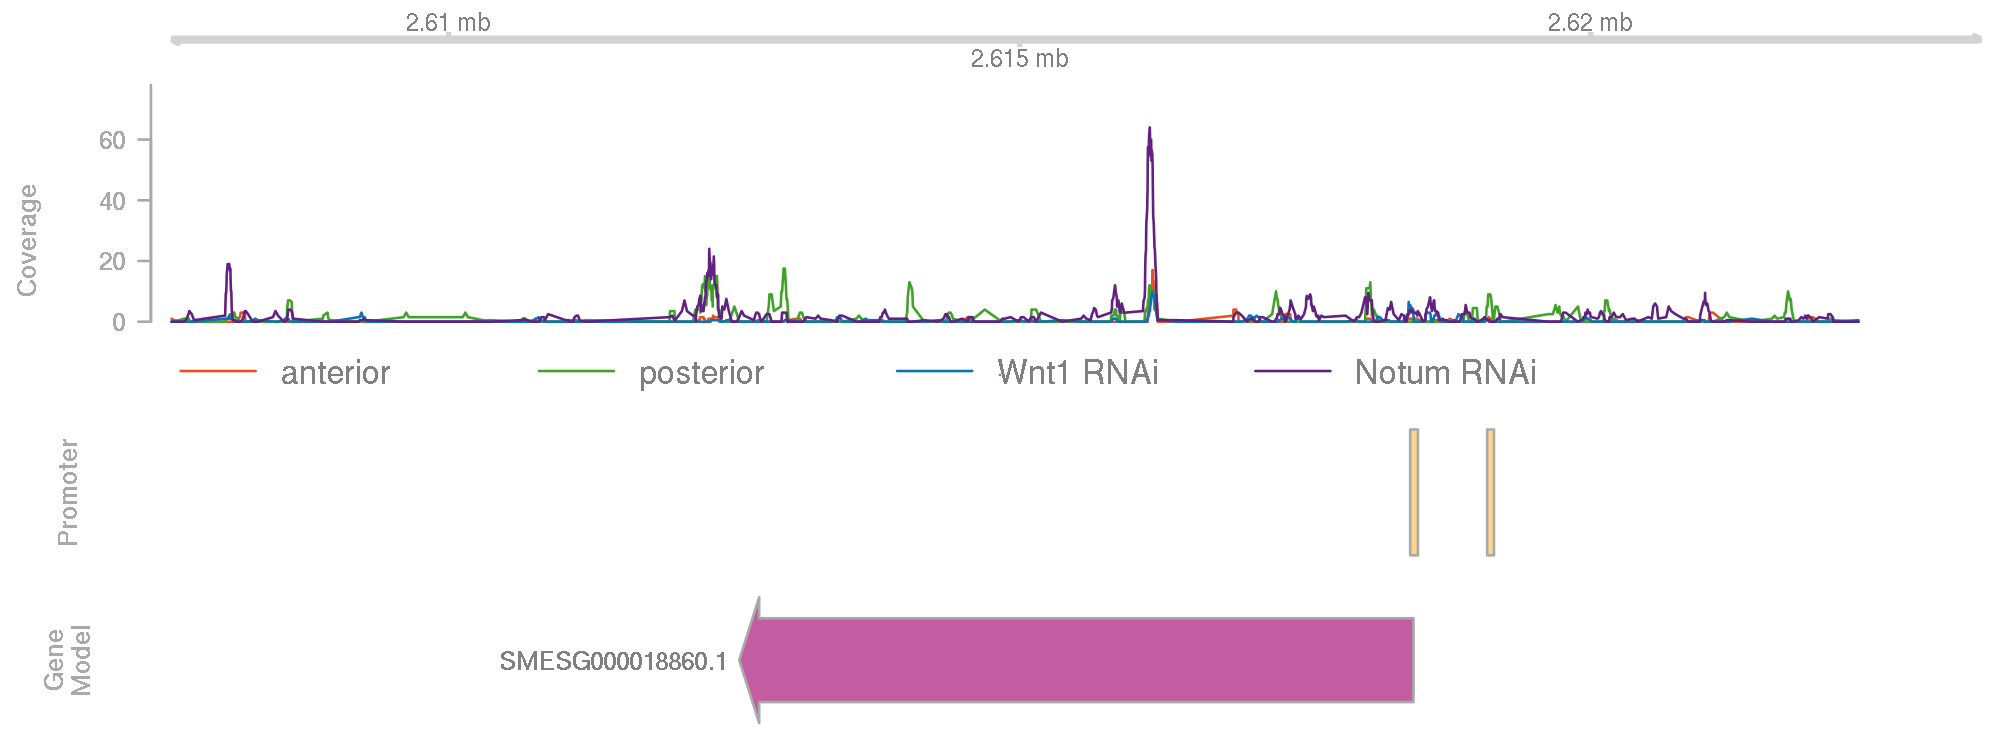 2.61 mb
2.62 mb
2.615 mb
Coverage
60
40
20
0
anterior posterior Wnt1 RNAi Notum RNAi
Promoter
Gene
Model
SMESG000018860.1